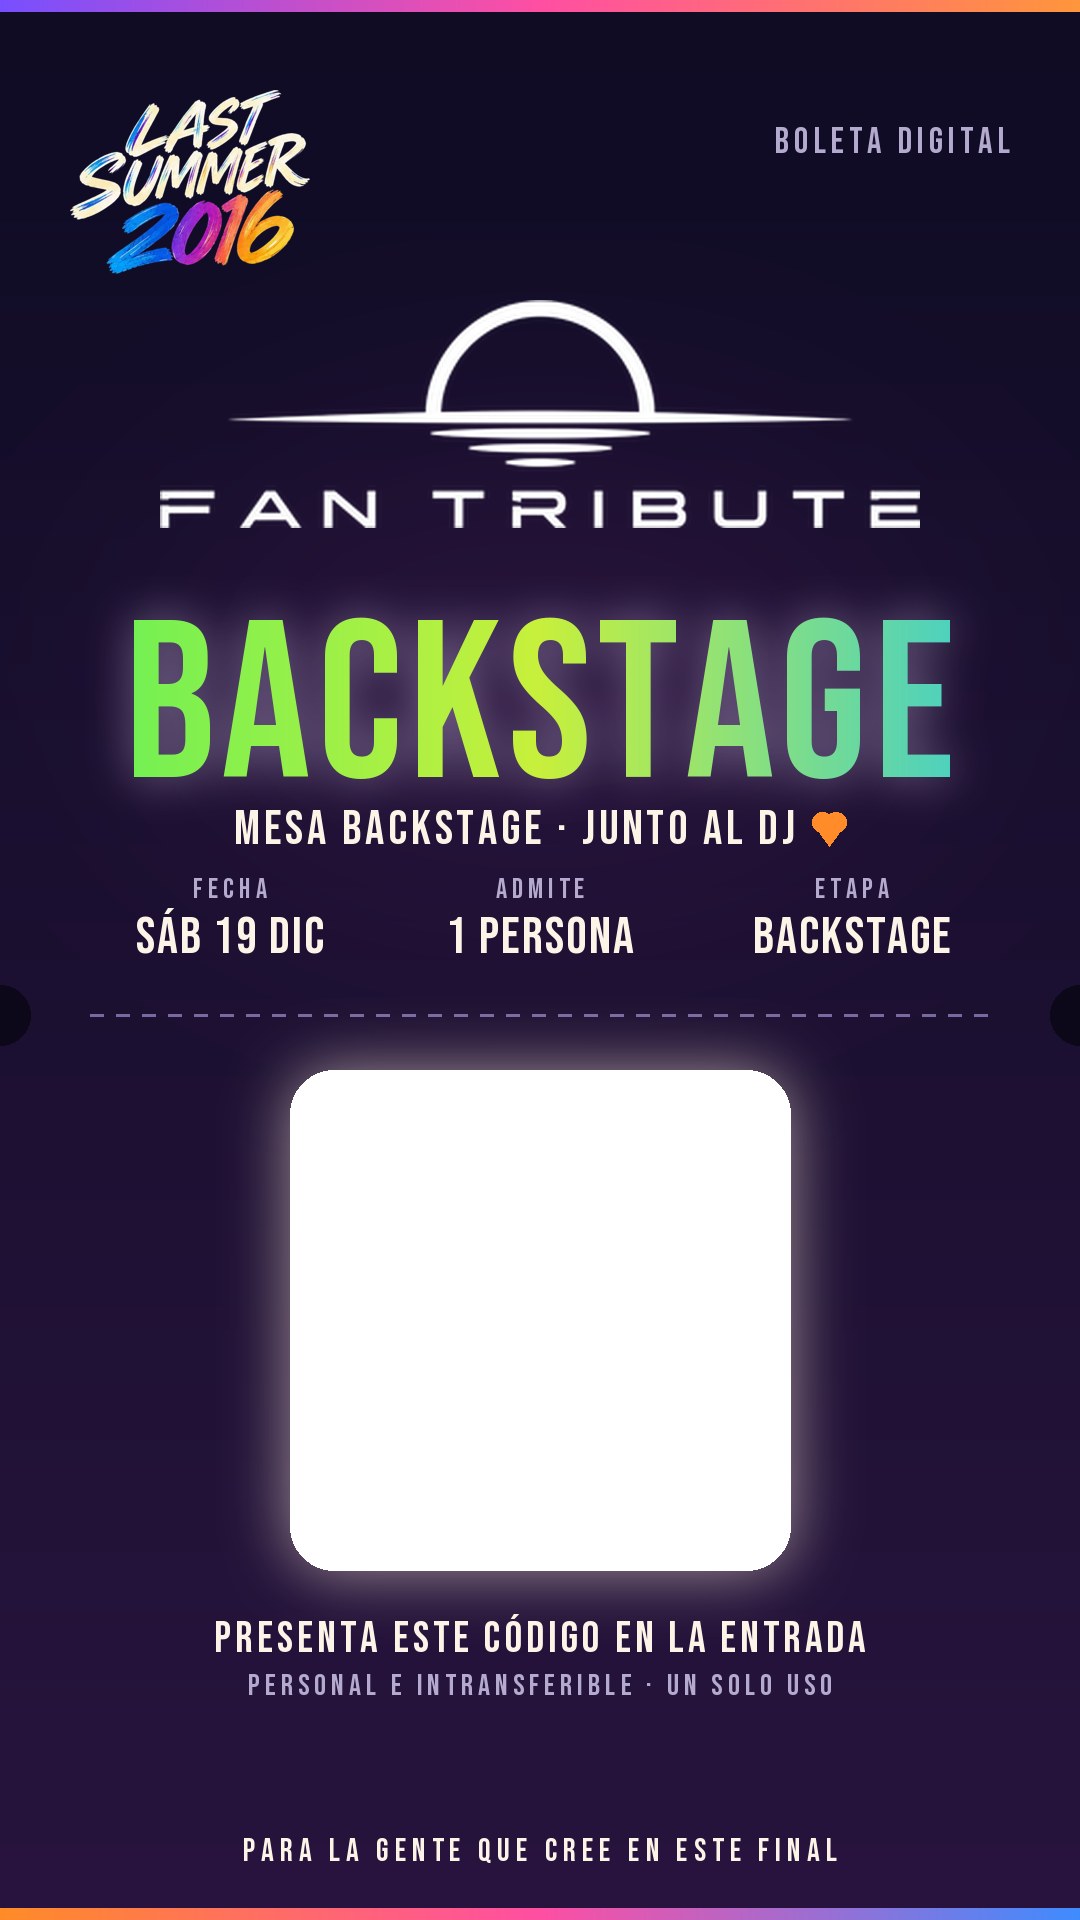 LAST
SUMMER
2016
BOLETA DIGITAL
FAN TRIBUTE
BACKSTAGE
MESA BACKSTAGE · JUNTO AL DJ 🧡
FECHA
SÁB 19 DIC
ADMITE
1 PERSONA
ETAPA
BACKSTAGE
PRESENTA ESTE CÓDIGO EN LA ENTRADA
PERSONAL E INTRANSFERIBLE · UN SOLO USO
PARA LA GENTE QUE CREE EN ESTE FINAL